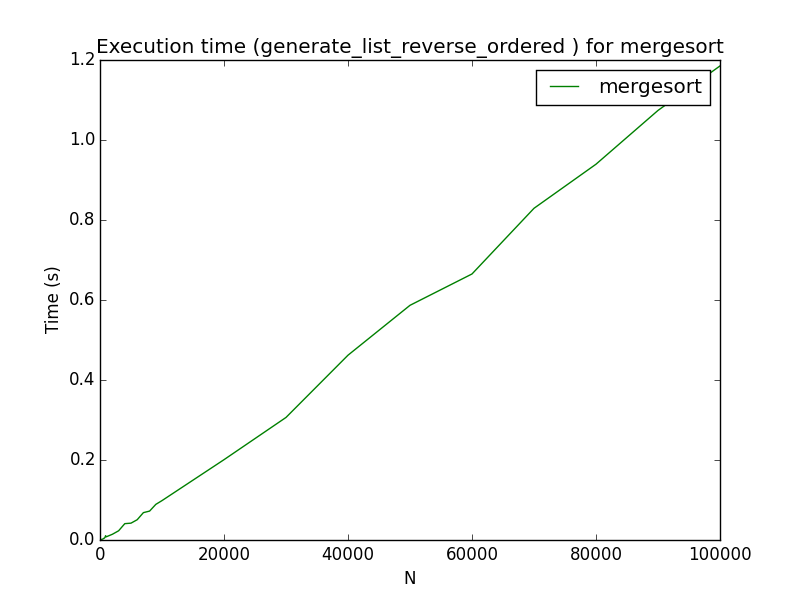 Execution time (generate_list_reverse_ordered ) for mergesort
1.2
1.0
0.8
0.6
0.4
0.2
0.0
Time (s)
mergesort
0 20000 40000 60000 80000 100000
N